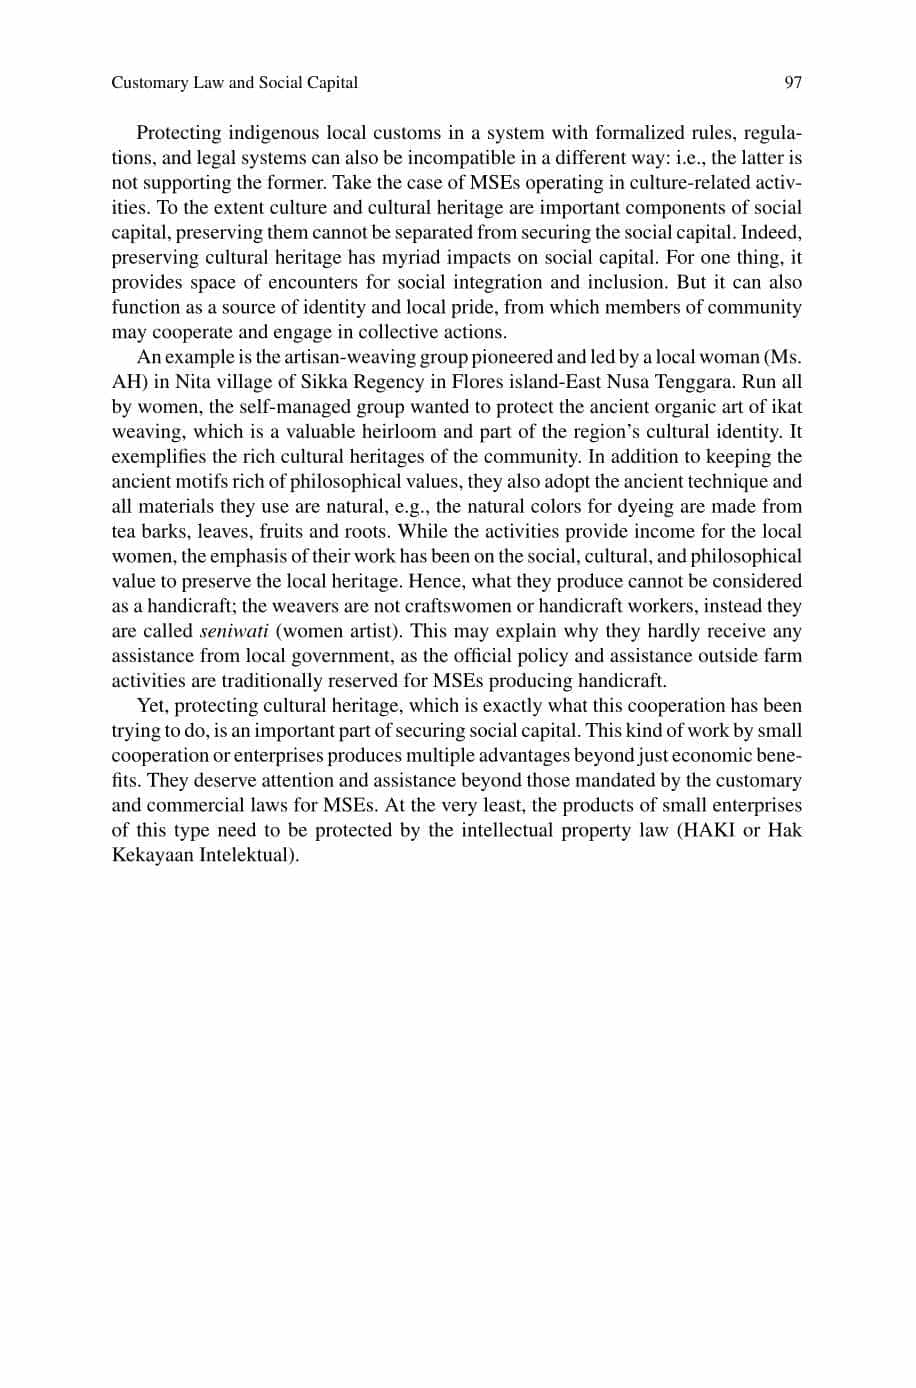 Customary Law and Social Capital 97
Protecting indigenous local customs in a system with formalized rules, regula-
tions, and legal systems can also be incompatible in a different way: i.e., the latter is
not supporting the former. Take the case of MSEs operating in culture-related activ-
ities. To the extent culture and cultural heritage are important components of social
capital, preserving them cannot be separated from securing the social capital. Indeed,
preserving cultural heritage has myriad impacts on social capital. For one thing, it
provides space of encounters for social integration and inclusion. But it can also
function as a source of identity and local pride, from which members of community
may cooperate and engage in collective actions.
An example is the artisan-weaving group pioneered and led by a local woman (Ms.
AH) in Nita village of Sikka Regency in Flores island-East Nusa Tenggara. Run all
by women, the self-managed group wanted to protect the ancient organic art of ikat
weaving, which is a valuable heirloom and part of the region’s cultural identity. It
exemplifies the rich cultural heritages of the community. In addition to keeping the
ancient motifs rich of philosophical values, they also adopt the ancient technique and
all materials they use are natural, e.g., the natural colors for dyeing are made from
tea barks, leaves, fruits and roots. While the activities provide income for the local
women, the emphasis of their work has been on the social, cultural, and philosophical
value to preserve the local heritage. Hence, what they produce cannot be considered
as a handicraft; the weavers are not craftswomen or handicraft workers, instead they
are called seniwati (women artist). This may explain why they hardly receive any
assistance from local government, as the official policy and assistance outside farm
activities are traditionally reserved for MSEs producing handicraft.
Yet, protecting cultural heritage, which is exactly what this cooperation has been
trying to do, is an important part of securing social capital. This kind of work by small
cooperation or enterprises produces multiple advantages beyond just economic bene-
fits. They deserve attention and assistance beyond those mandated by the customary
and commercial laws for MSEs. At the very least, the products of small enterprises
of this type need to be protected by the intellectual property law (HAKI or Hak
Kekayaan Intelektual).